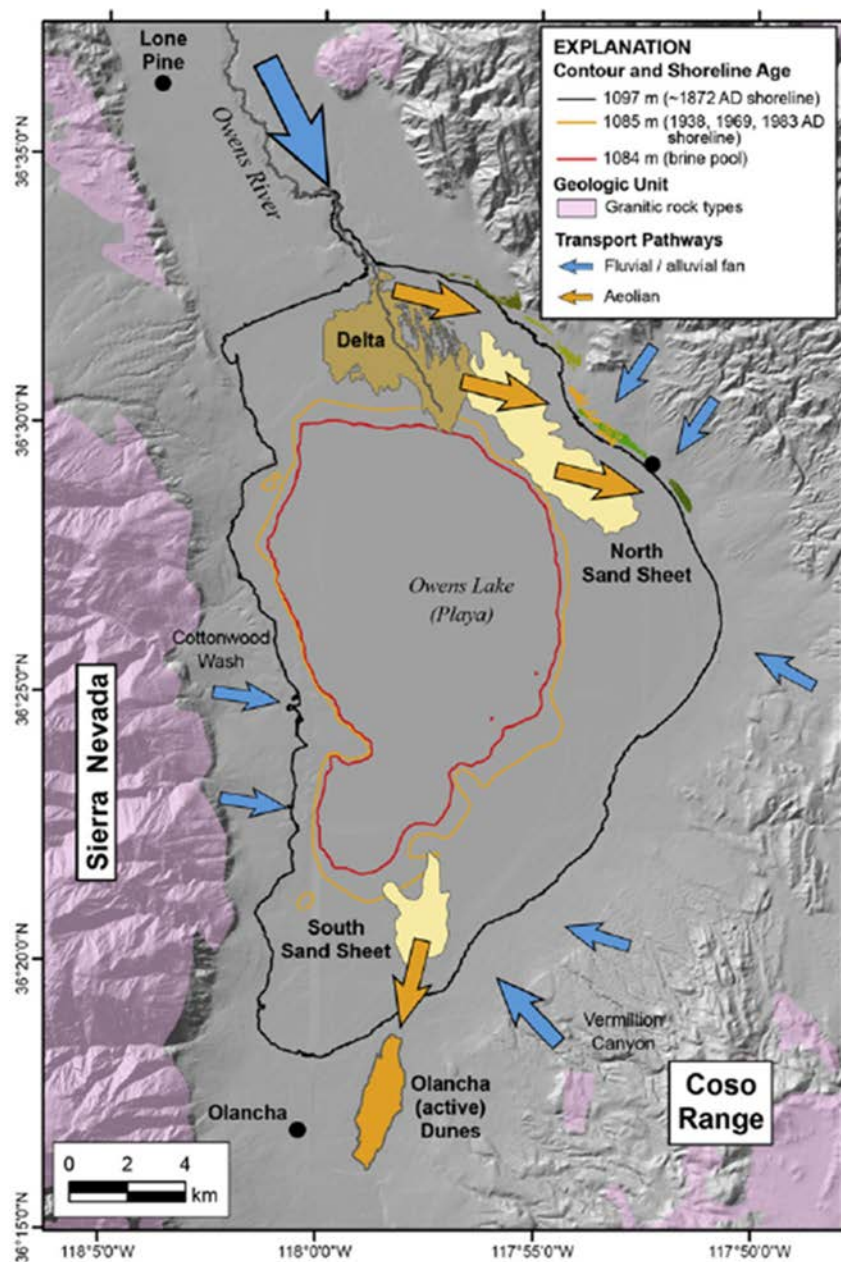 Lone
Pine
Owens River
EXPLANATION
Contour and Shoreline Age
1097 m (~1872 AD shoreline)
1085 m (1938, 1969, 1983 AD
shoreline)
1084 m (brine pool)
Geologic Unit
Granitic rock types
Transport Pathways
Fluvial / alluvial fan
Aeolian
Delta
North
Sand Sheet
Owens Lake
(Playa)
Cottonwood
Wash
Sierra Nevada
South
Sand Sheet
Vermillion
Canyon
Coso
Range
Olancha
Olancha
(active)
Dunes
0 2 4
km
36°35'0"N
36°30'0"N
36°25'0"N
36°20'0"N
36°15'0"N
118°5'0"W 118°0'0"W 117°55'0"W 117°50'0"W